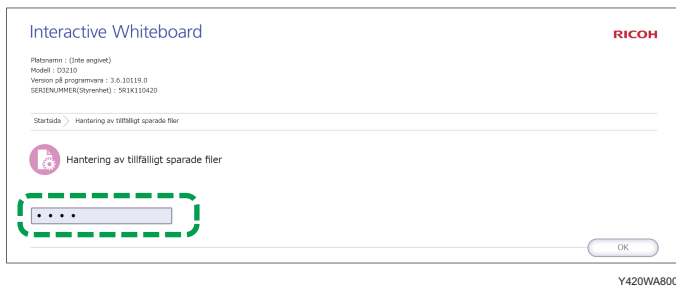 Interactive Whiteboard
RICOH
Platsnamn : (Inte angivet)
Modell : D3210
Version på programvara : 3.6.10119.0
SERIENUMMER(Styrenhet) : 5R1K110420
Startsida > Hantering av tillfälligt sparade filer
Hantering av tillfälligt sparade filer
• • • •
OK
Y420WA800